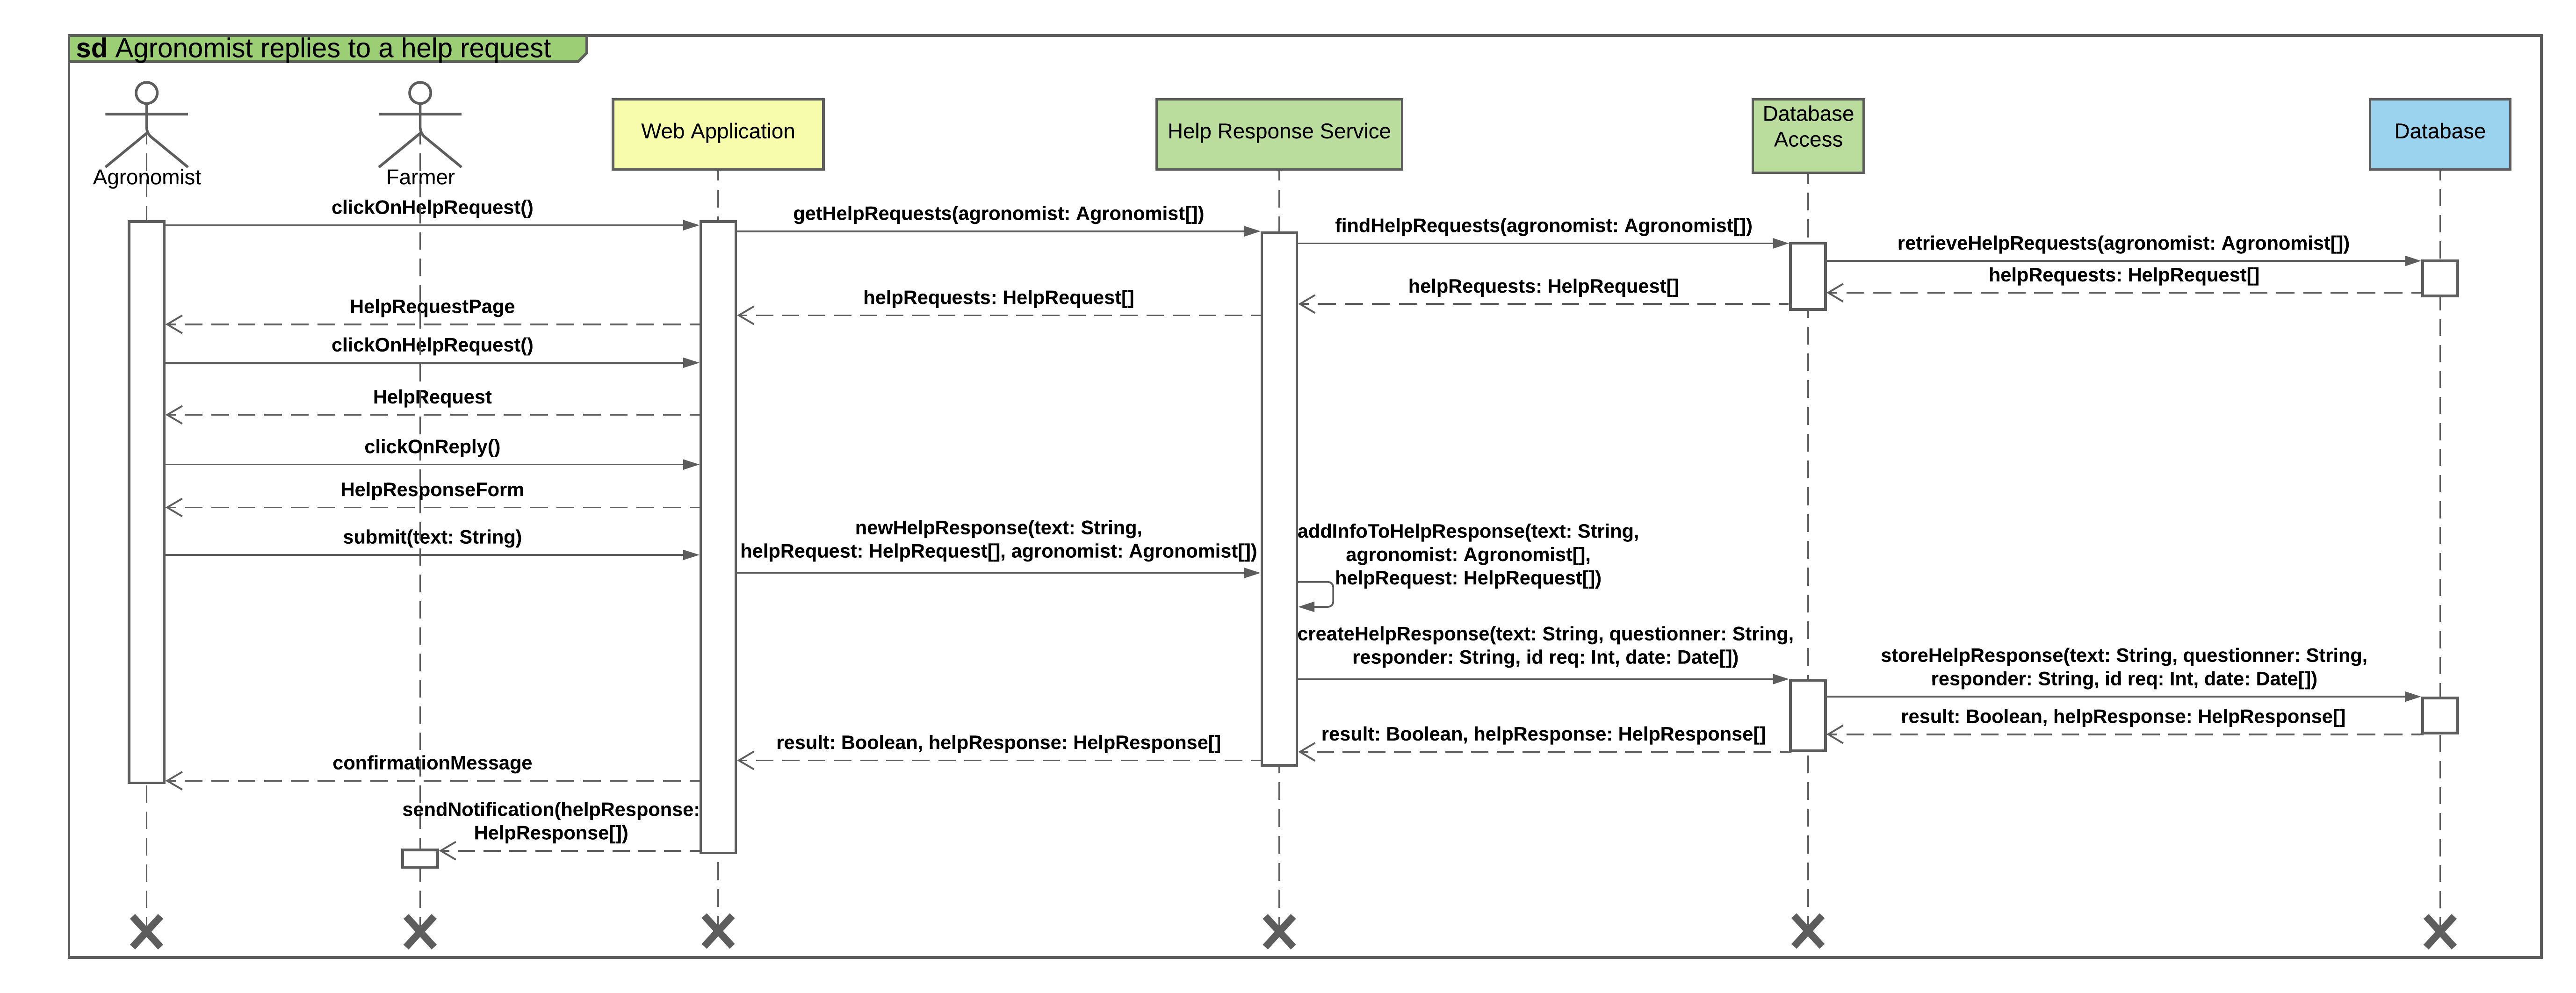 sd Agronomist replies to a help request
Agronomist
Farmer
Web Application
Help Response Service
Database
Access
Database
clickOnHelpRequest()
getHelpRequests(agronomist: Agronomist[])
findHelpRequests(agronomist: Agronomist[])
retrieveHelpRequests(agronomist: Agronomist[])
helpRequests: HelpRequest[]
helpRequests: HelpRequest[]
helpRequests: HelpRequest[]
HelpRequestPage
clickOnHelpRequest()
HelpRequest
clickOnReply()
HelpResponseForm
submit(text: String)
newHelpResponse(text: String,
helpRequest: HelpRequest[], agronomist: Agronomist[])
addInfoToHelpResponse(text: String,
agronomist: Agronomist[],
helpRequest: HelpRequest[])
createHelpResponse(text: String, questionner: String,
responder: String, id req: Int, date: Date[])
storeHelpResponse(text: String, questionner: String,
responder: String, id req: Int, date: Date[])
result: Boolean, helpResponse: HelpResponse[]
result: Boolean, helpResponse: HelpResponse[]
result: Boolean, helpResponse: HelpResponse[]
confirmationMessage
sendNotification(helpResponse:
HelpResponse[])